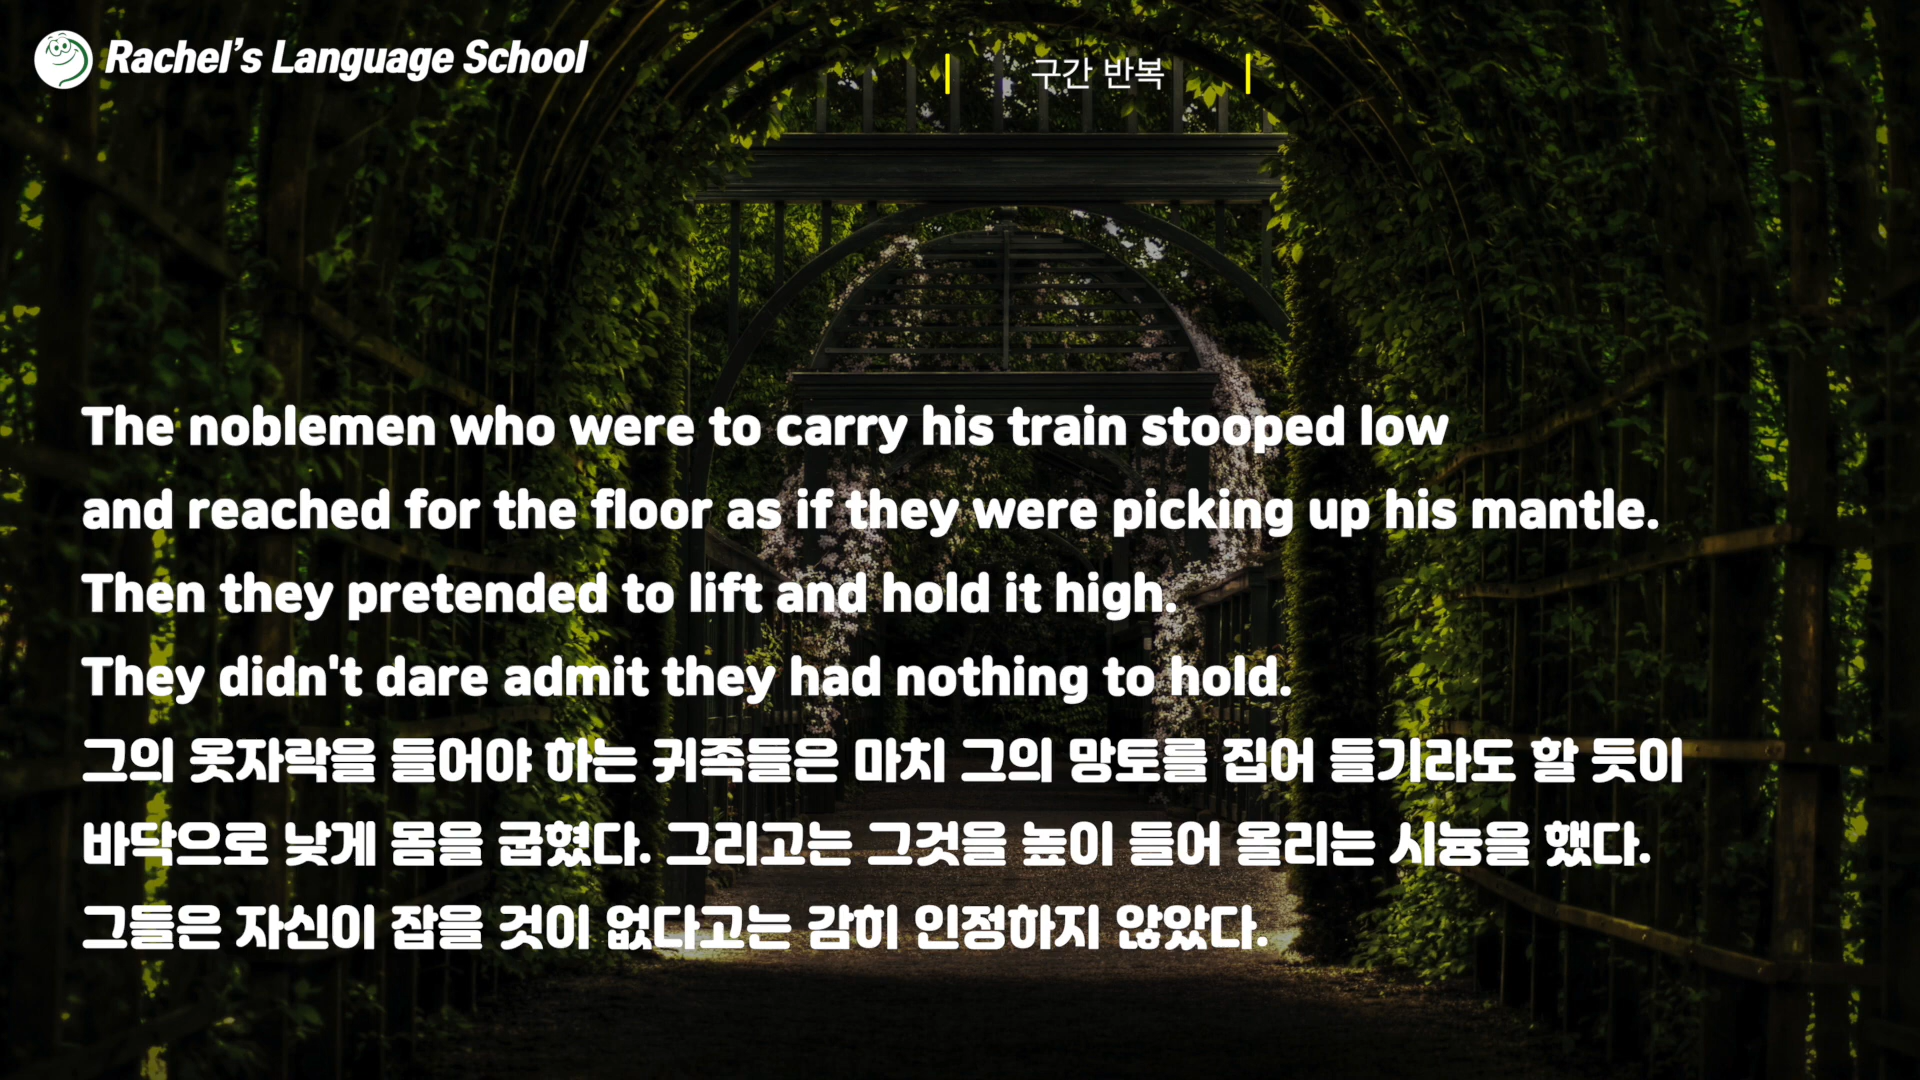 Rachel's Language School
구간 반복
The noblemen who were to carry his train stooped low
and reached for the floor as if they were picking up his mantle.
Then they pretended to lift and hold it high.
They didn't dare admit they had nothing to hold.
그의 옷자락을 들어야 하는 귀족들은 마치 그의 망토를 집어 들기라도 할 듯이
바닥으로 낮게 몸을 굽혔다. 그리고는 그것을 높이 들어 올리는 시늉을 했다.
그들은 자신이 잡을 것이 없다고는 감히 인정하지 않았다.